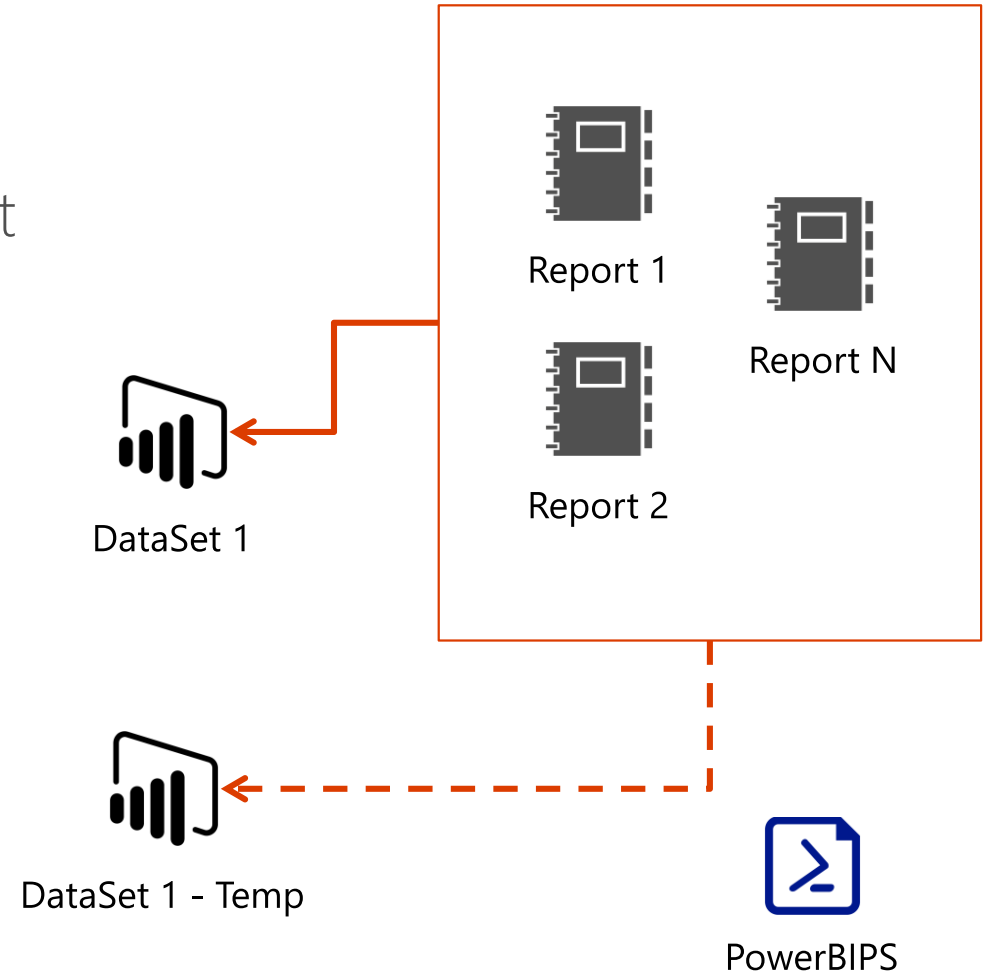 t
Report 1
Report N
Report 2
DataSet 1
DataSet 1 - Temp
PowerBIPS